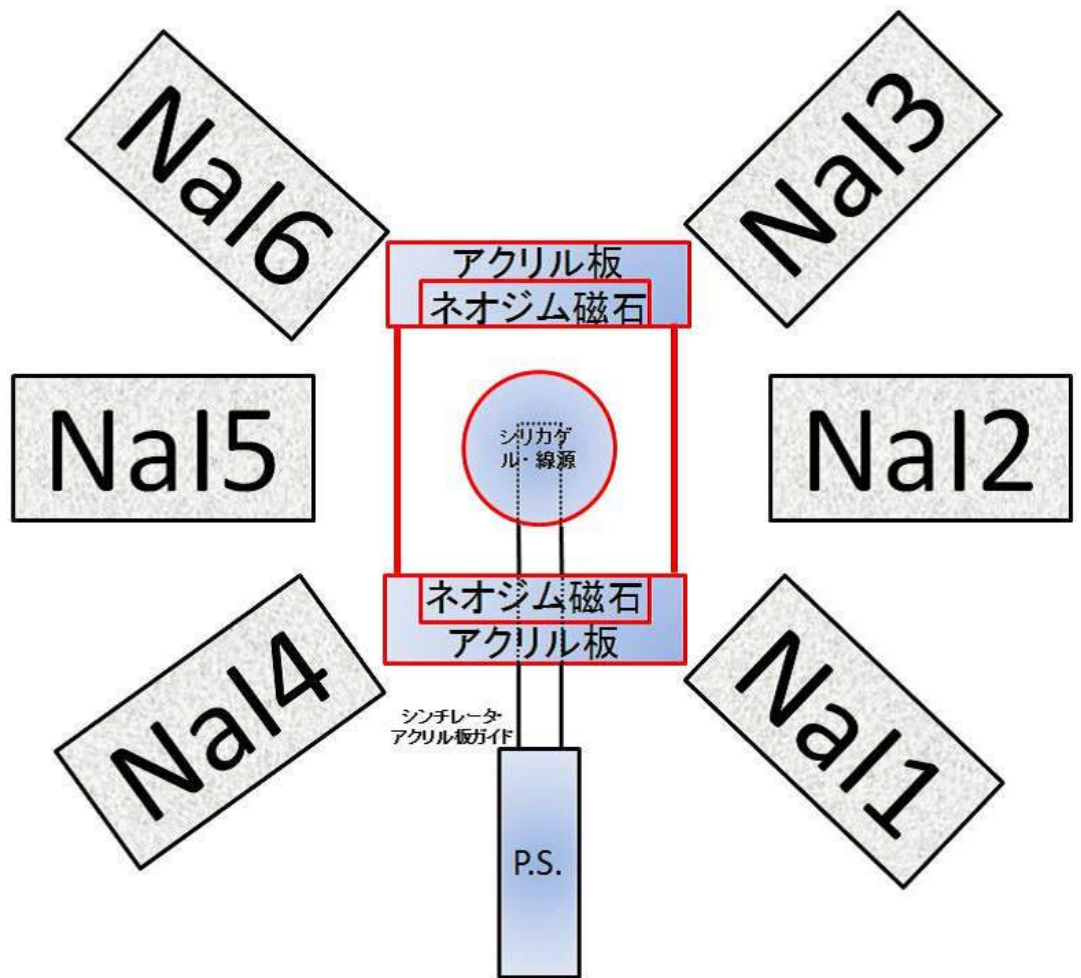 NaI6
NaI3
アクリル板
ネオジム磁石
NaI5
シリカゲ
ル・線源
NaI2
ネオジム磁石
アクリル板
NaI4
シンチレータ・
アクリル板ガイド
NaI1
P.S.